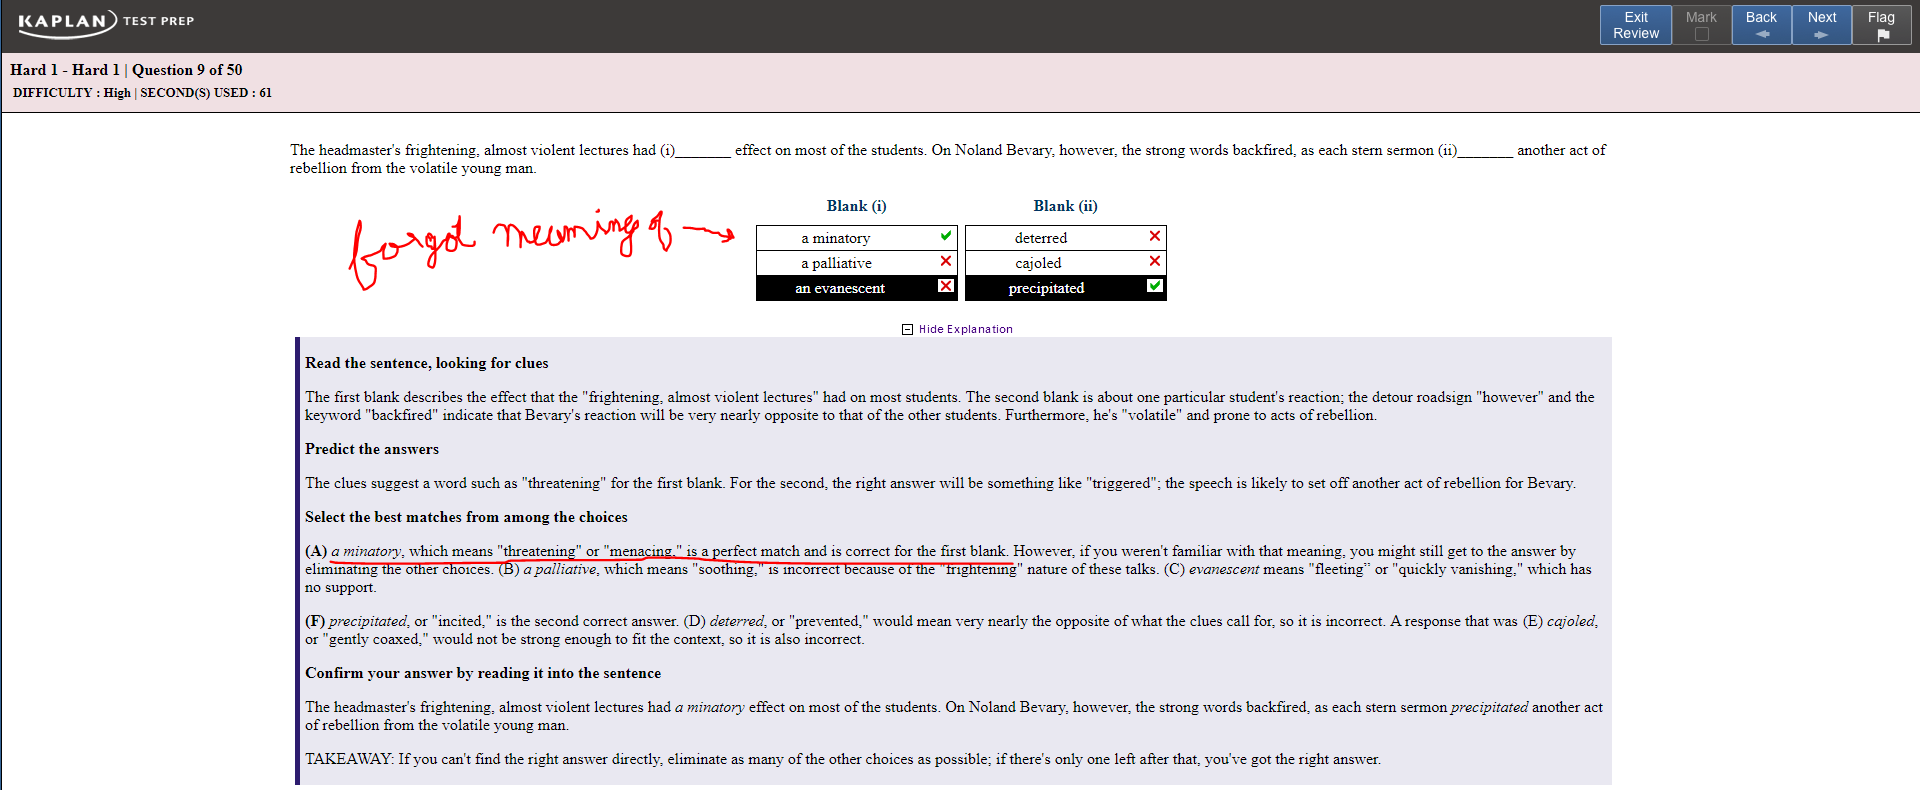 KAPLAN TEST PREP
Exit Review
Mark
Back
Next
Flag
Hard 1 - Hard 1 | Question 9 of 50
DIFFICULTY : High | SECOND(S) USED : 61
The headmaster's frightening, almost violent lectures had (i)_______ effect on most of the students. On Noland Bevary, however, the strong words backfired, as each stern sermon (ii)_______ another act of
rebellion from the volatile young man.
forgot meaning of →
Blank (i) Blank (ii)
a minatory deterred
a palliative cajoled
an evanescent precipitated
Hide Explanation
Read the sentence, looking for clues
The first blank describes the effect that the "frightening, almost violent lectures" had on most students. The second blank is about one particular student's reaction; the detour roadsign "however" and the
keyword "backfired" indicate that Bevary's reaction will be very nearly opposite to that of the other students. Furthermore, he's "volatile" and prone to acts of rebellion.
Predict the answers
The clues suggest a word such as "threatening" for the first blank. For the second, the right answer will be something like "triggered"; the speech is likely to set off another act of rebellion for Bevary.
Select the best matches from among the choices
(A) a minatory, which means "threatening" or "menacing," is a perfect match and is correct for the first blank. However, if you weren't familiar with that meaning, you might still get to the answer by
eliminating the other choices. (B) a palliative, which means "soothing," is incorrect because of the "frightening" nature of these talks. (C) evanescent means "fleeting" or "quickly vanishing," which has
no support.
(F) precipitated, or "incited," is the second correct answer. (D) deterred, or "prevented," would mean very nearly the opposite of what the clues call for, so it is incorrect. A response that was (E) cajoled,
or "gently coaxed," would not be strong enough to fit the context, so it is also incorrect.
Confirm your answer by reading it into the sentence
The headmaster's frightening, almost violent lectures had a minatory effect on most of the students. On Noland Bevary, however, the strong words backfired, as each stern sermon precipitated another act
of rebellion from the volatile young man.
TAKEAWAY: If you can't find the right answer directly, eliminate as many of the other choices as possible; if there's only one left after that, you've got the right answer.